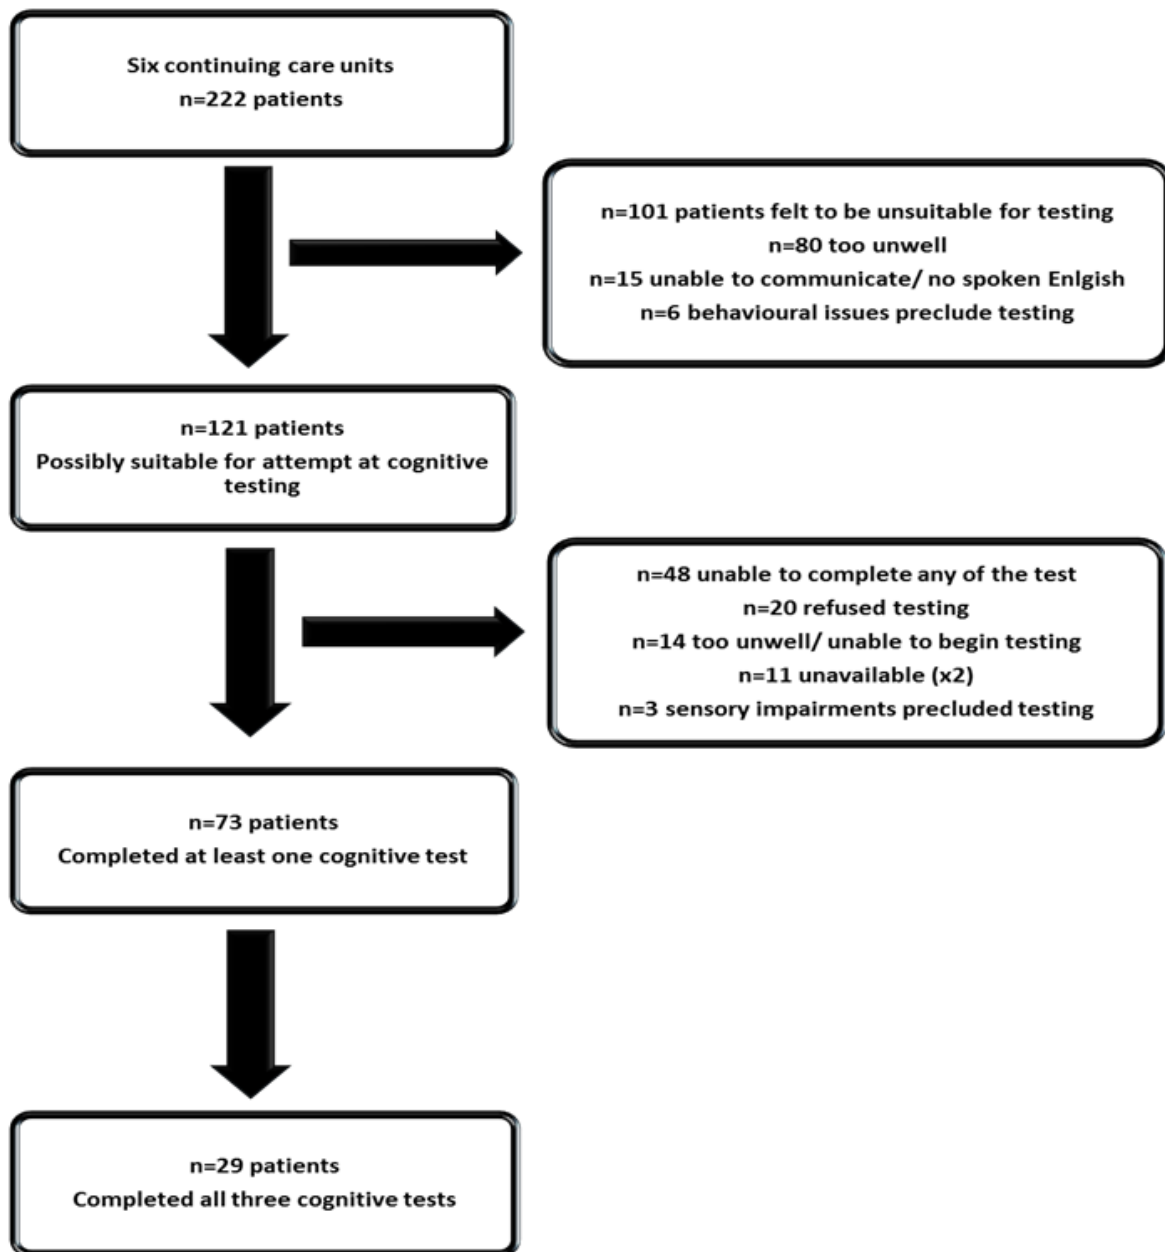 Six continuing care units
n=222 patients
n=101 patients felt to be unsuitable for testing
n=80 too unwell
n=15 unable to communicate/ no spoken Enlgish
n=6 behavioural issues preclude testing
n=121 patients
Possibly suitable for attempt at cognitive
testing
n=48 unable to complete any of the test
n=20 refused testing
n=14 too unwell/ unable to begin testing
n=11 unavailable (x2)
n=3 sensory impairments precluded testing
n=73 patients
Completed at least one cognitive test
n=29 patients
Completed all three cognitive tests